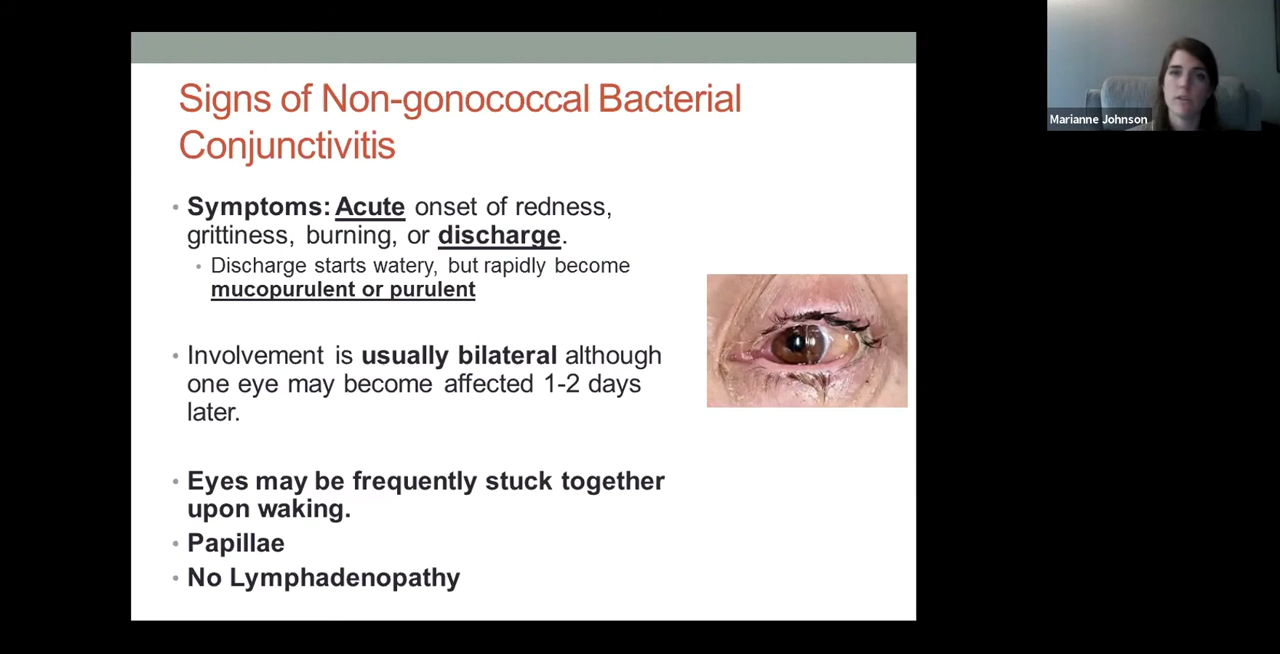 Signs of Non-gonococcal Bacterial
Conjunctivitis
• Symptoms: Acute onset of redness,
grittiness, burning, or discharge.
• Discharge starts watery, but rapidly become
mucopurulent or purulent
• Involvement is usually bilateral although
one eye may become affected 1-2 days
later.
• Eyes may be frequently stuck together
upon waking.
• Papillae
• No Lymphadenopathy
Marianne Johnson